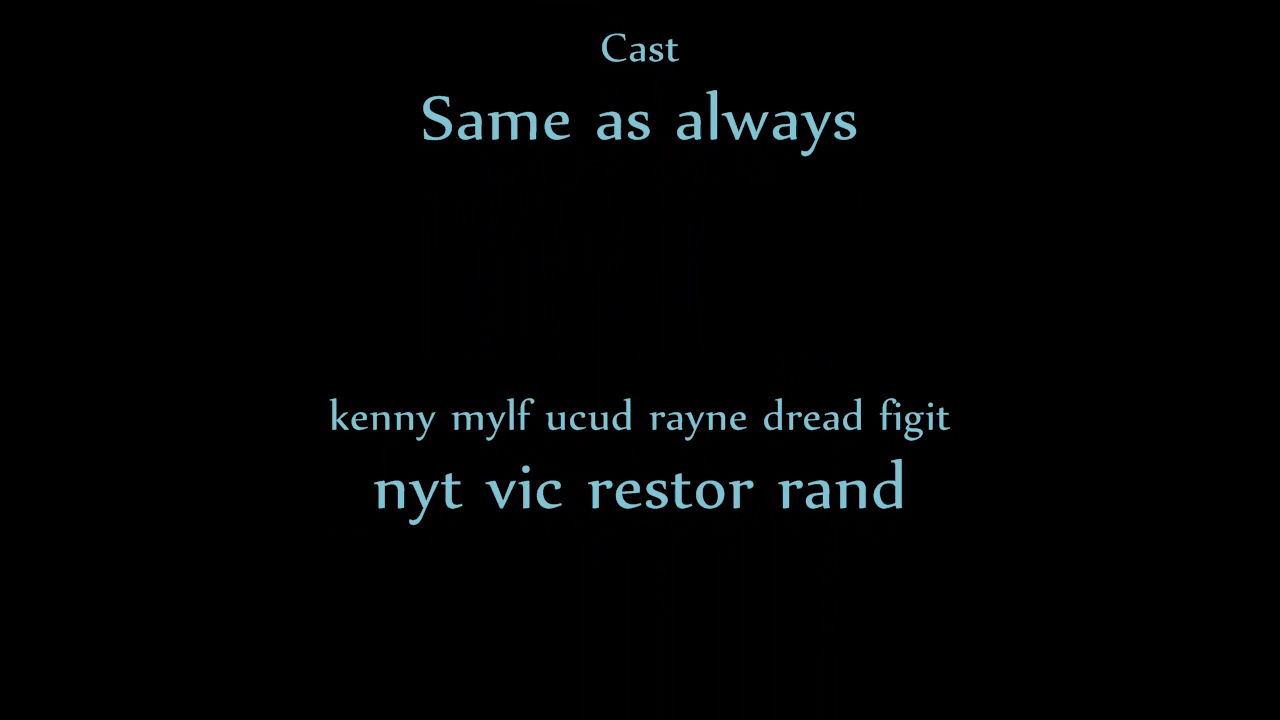 Cast
Same as always
kenny mylf ucud rayne dread figit
nyt vic restor rand